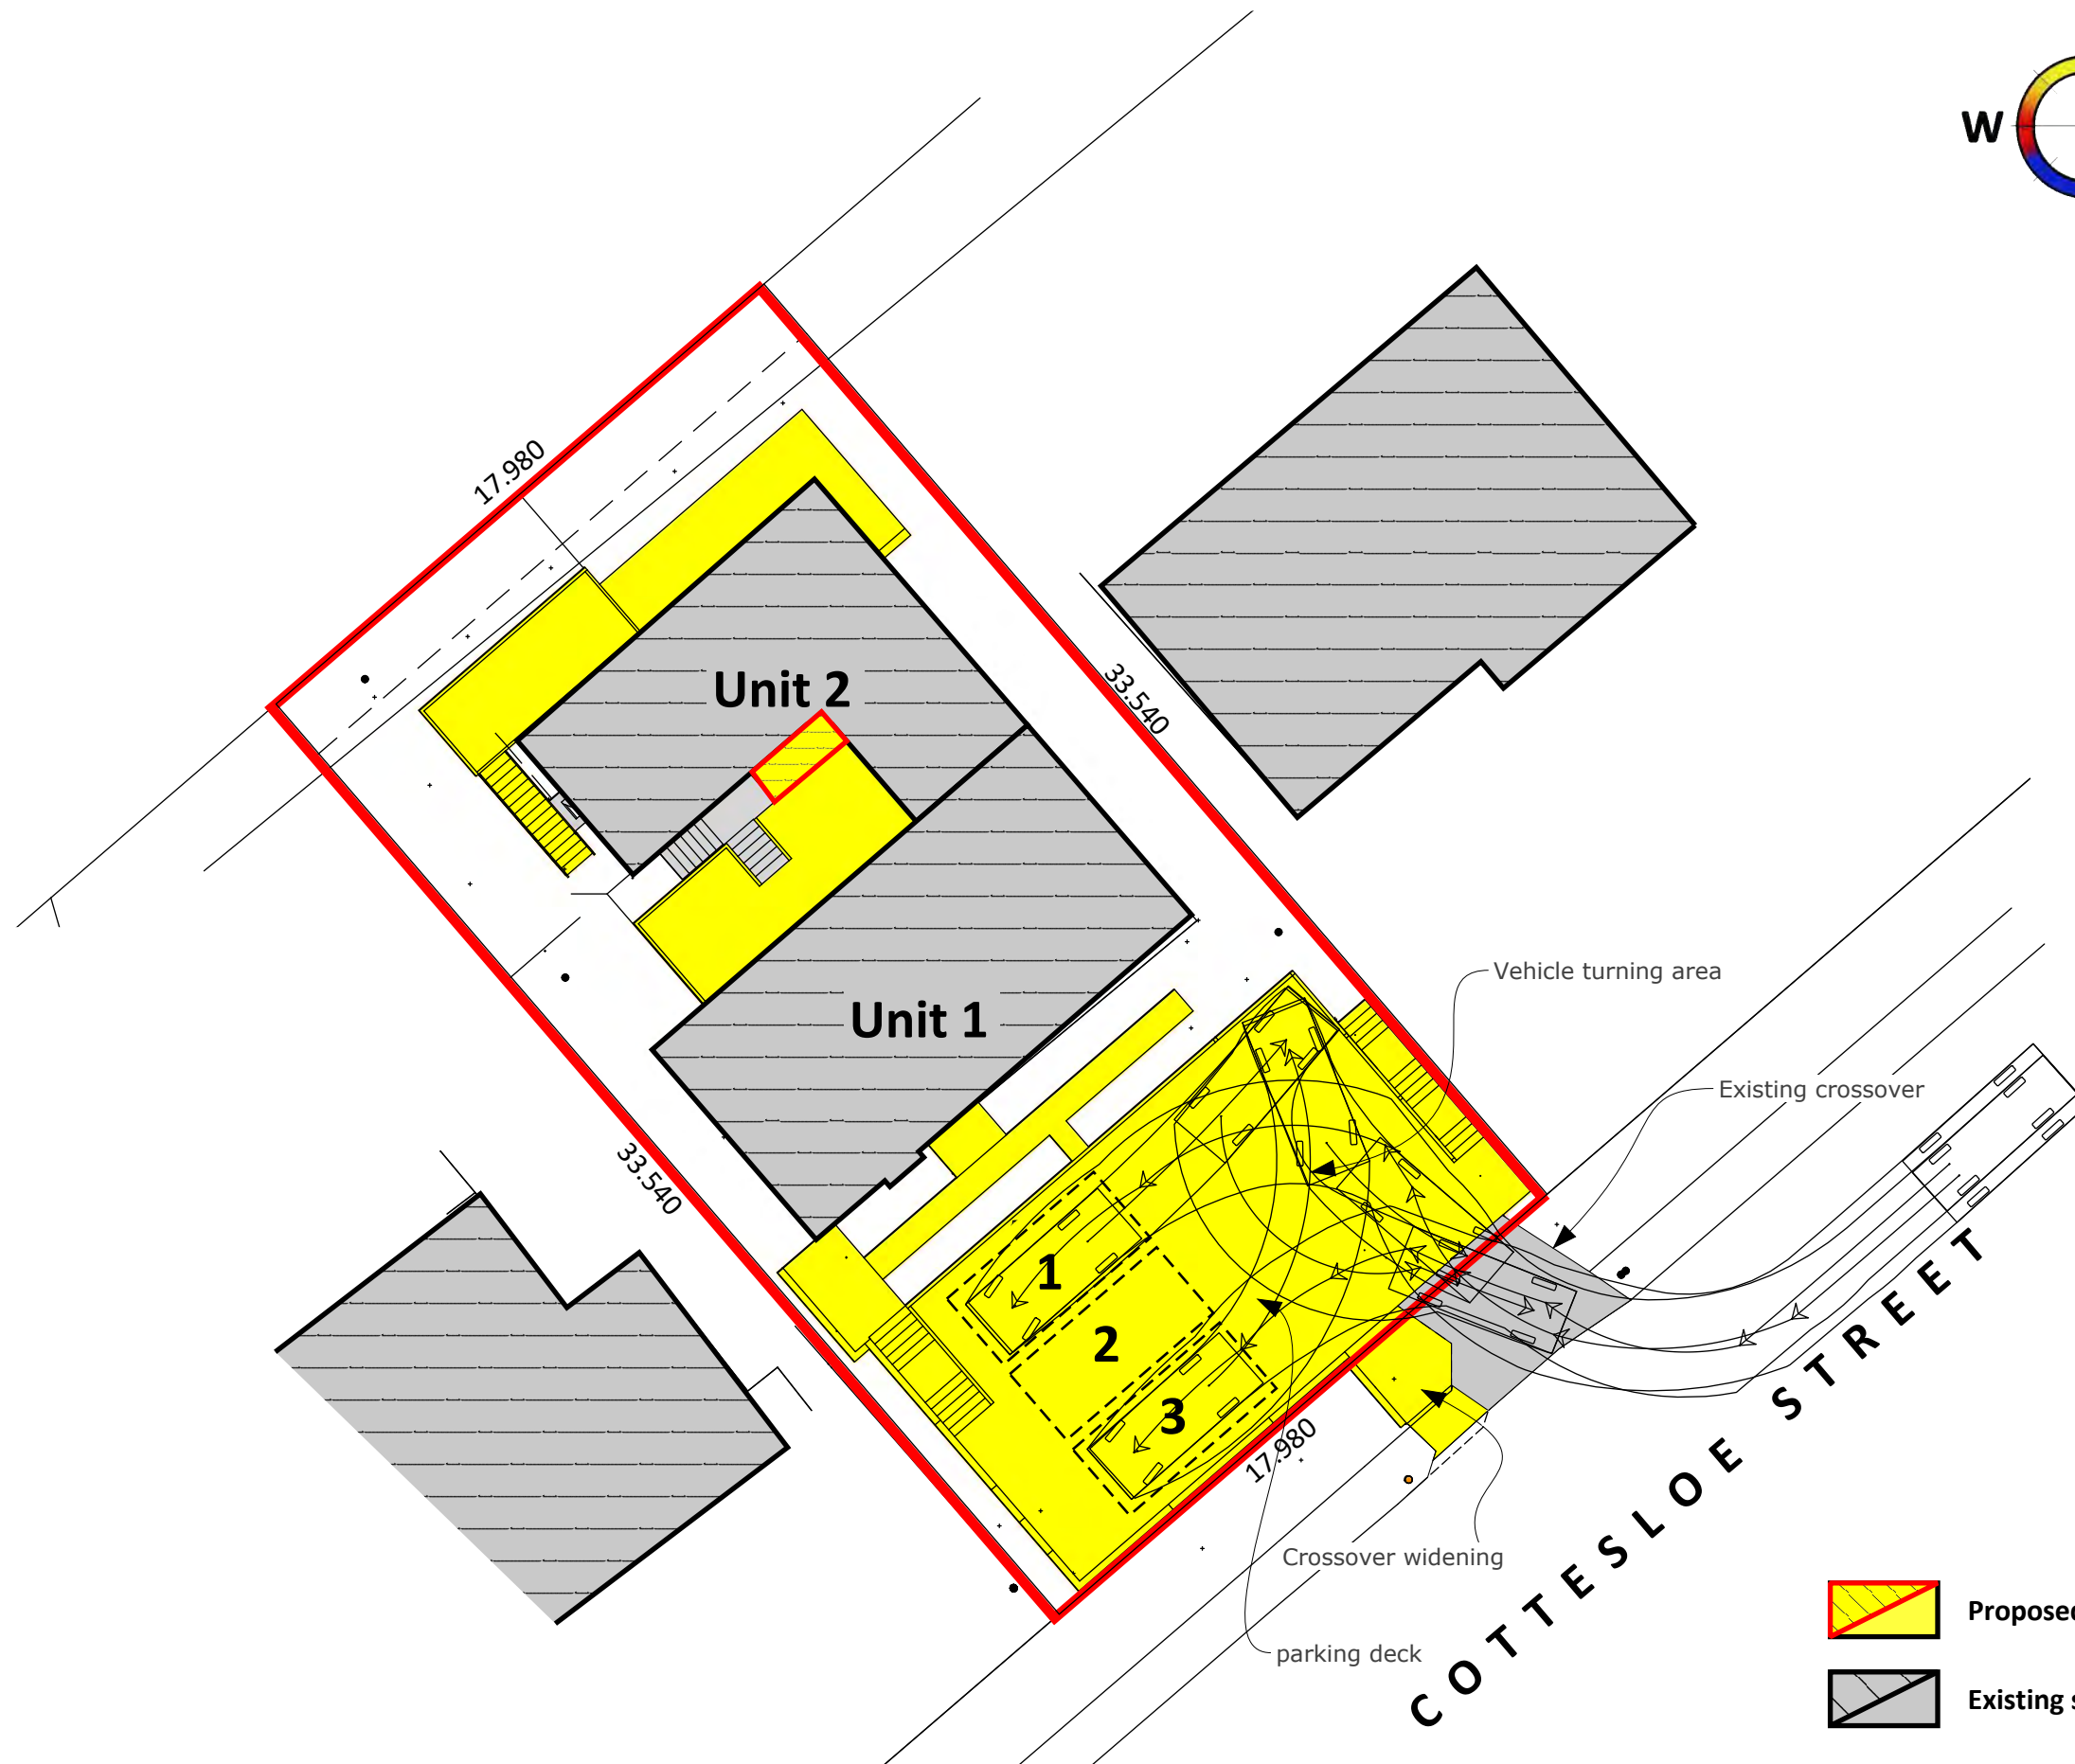 W
17.980
Unit 2
33.540
Vehicle turning area
Unit 1
Existing crossover
33.540
1
2
3
17.980
Crossover widening
parking deck
COTTESLOE STREET
Proposed
Existing